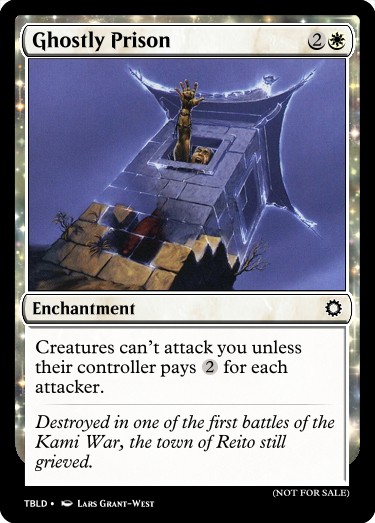 Ghostly Prison 2
Enchantment
Creatures can't attack you unless
their controller pays 2 for each
attacker.
Destroyed in one of the first battles of the
Kami War, the town of Reito still
grieved.
TBLD • Lars Grant-West
(NOT FOR SALE)